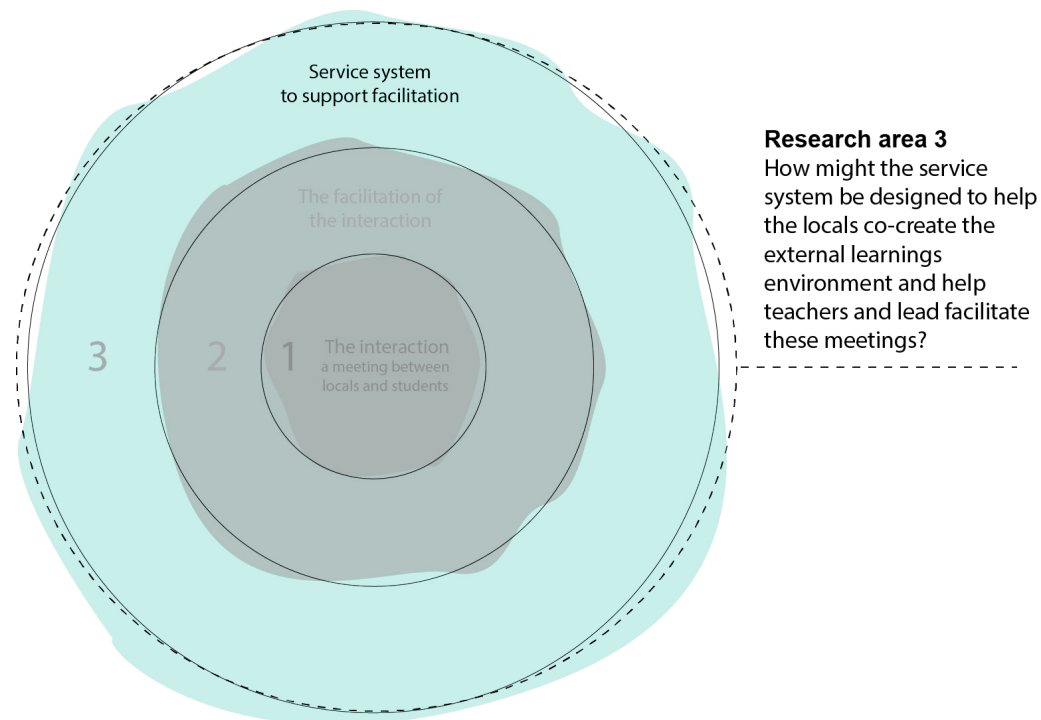 Service system
to support facilitation
Research area 3
How might the service
system be designed to help
the locals co-create the
external learnings
environment and help
teachers and lead facilitate
these meetings?
The facilitation of
the interaction
3
2
1
The interaction
a meeting between
locals and students